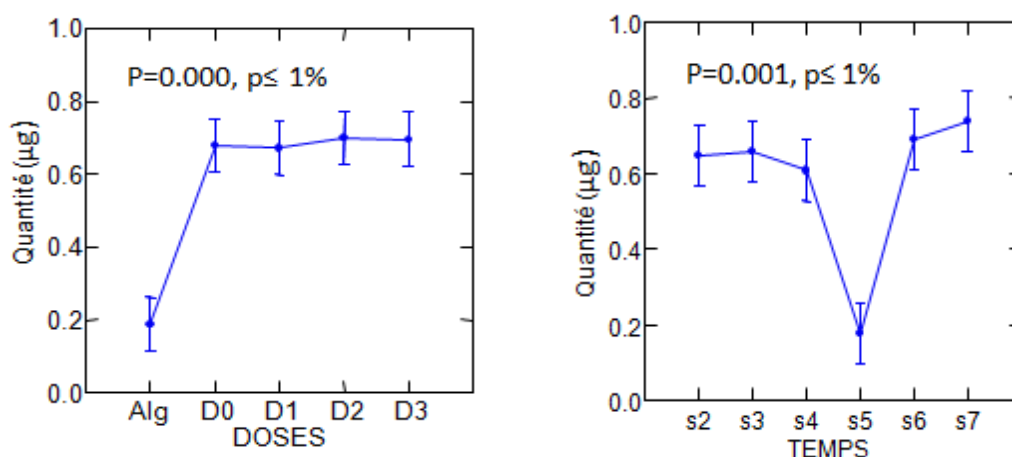 1.0
P=0.000, p≤ 1%
0.8
0.6
0.4
0.2
0.0
Quantité (µg)
Alg D0 D1 D2 D3
DOSES
1.0
P=0.001, p≤ 1%
0.8
0.6
0.4
0.2
0.0
Quantité (µg)
s2 s3 s4 s5 s6 s7
TEMPS